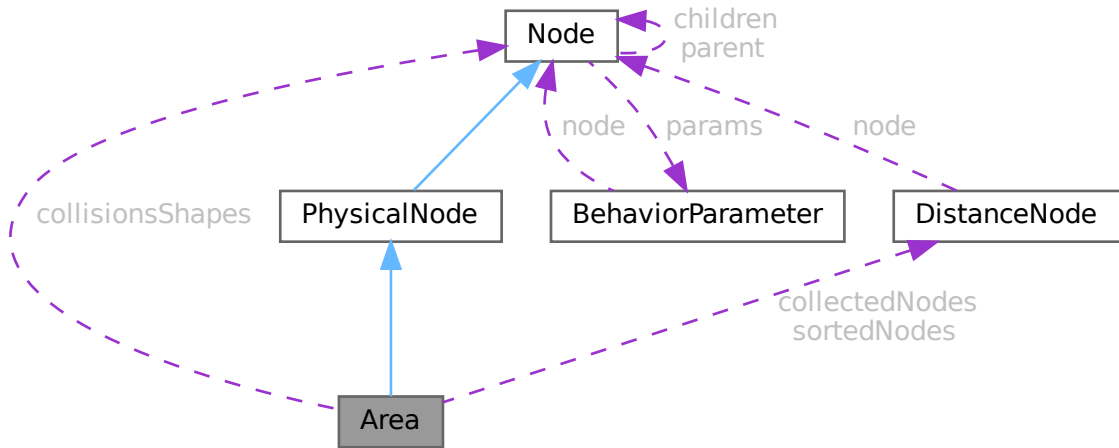 Node
children
parent
node
params
node
collisionsShapes
PhysicalNode
BehaviorParameter
DistanceNode
collectedNodes
sortedNodes
Area